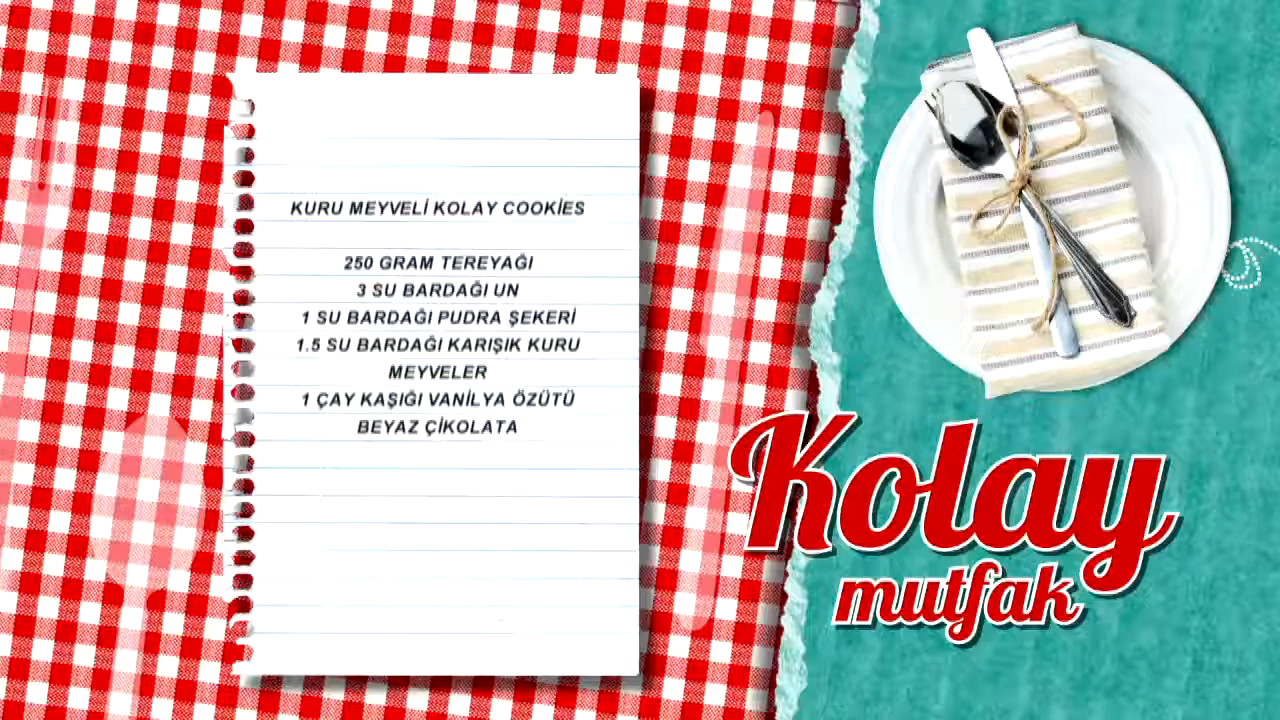 KURU MEYVELİ KOLAY COOKİES
250 GRAM TEREYAĞI
3 SU BARDAĞI UN
1 SU BARDAĞI PUDRA ŞEKERİ
1.5 SU BARDAĞI KARIŞIK KURU
MEYVELER
1 ÇAY KAŞIĞI VANİLYA ÖZÜTÜ
BEYAZ ÇİKOLATA
Kolay
mutfak